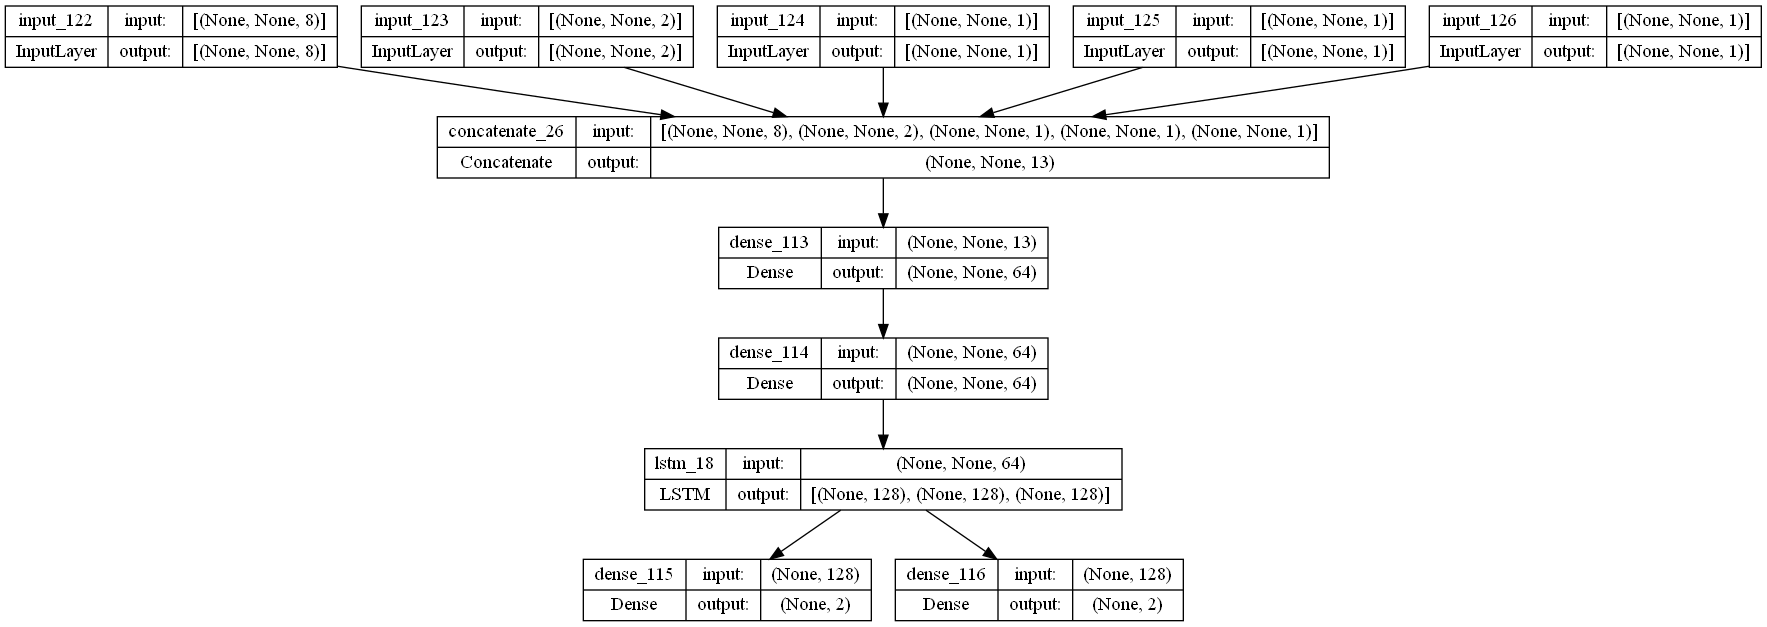 input_122 input: [(None, None, 8)] input_123 input: [(None, None, 2)] input_124 input: [(None, None, 1)] input_125 input: [(None, None, 1)] input_126 input: [(None, None, 1)]
InputLayer output: [(None, None, 8)] InputLayer output: [(None, None, 2)] InputLayer output: [(None, None, 1)] InputLayer output: [(None, None, 1)] InputLayer output: [(None, None, 1)]
concatenate_26 input: [(None, None, 8), (None, None, 2), (None, None, 1), (None, None, 1), (None, None, 1)]
Concatenate output: (None, None, 13)
dense_113 input: (None, None, 13)
Dense output: (None, None, 64)
dense_114 input: (None, None, 64)
Dense output: (None, None, 64)
lstm_18 input: (None, None, 64)
LSTM output: [(None, 128), (None, 128), (None, 128)]
dense_115 input: (None, 128) dense_116 input: (None, 128)
Dense output: (None, 2) Dense output: (None, 2)